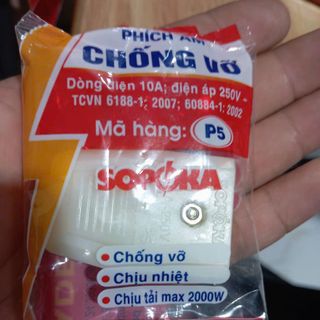 PHÍCH ÂM
CHỐNG VỠ
Dòng điện 10A; điện áp 250V -
TCVN 6188-1: 2007; 60884-1: 2002
Mã hàng: P5
SOPOKA
Chống vỡ
Chịu nhiệt
Chịu tải max 2000W